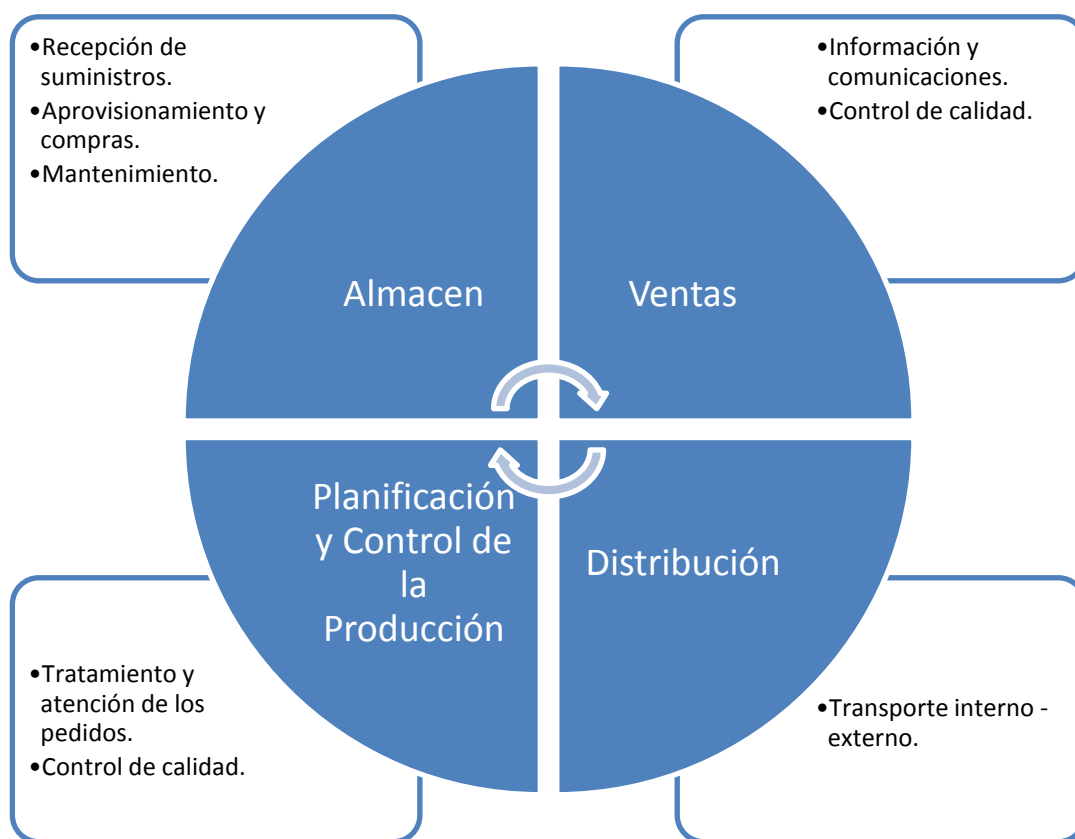 •Recepción de
suministros.
•Aprovisionamiento y
compras.
•Mantenimiento.
•Información y
comunicaciones.
•Control de calidad.
Almacen
Ventas
Planificación
y Control de
la
Producción
Distribución
•Tratamiento y
atención de los
pedidos.
•Control de calidad.
•Transporte interno -
externo.